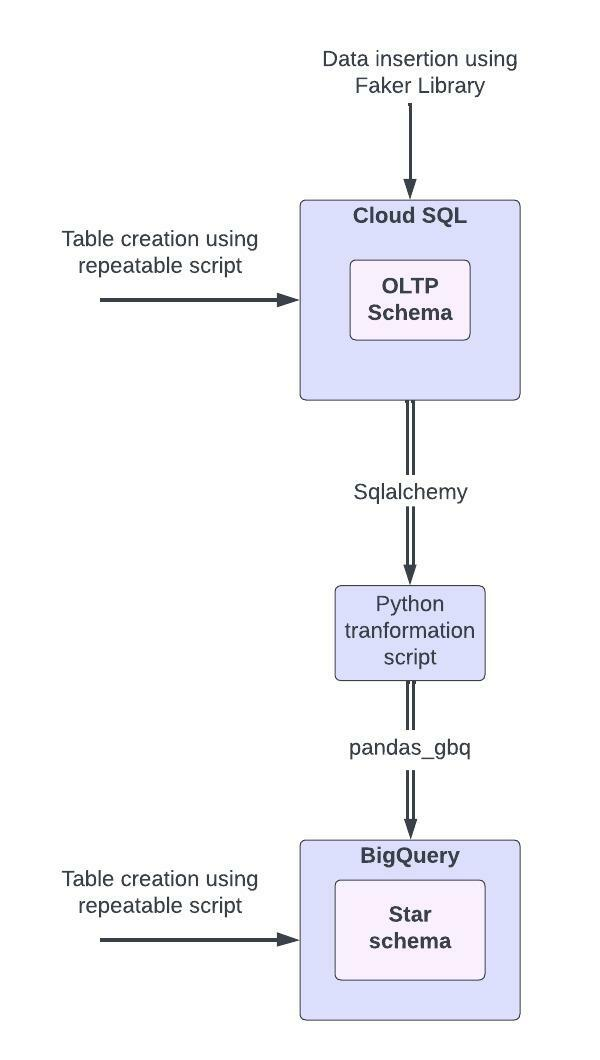 Data insertion using
Faker Library
Cloud SQL
Table creation using
repeatable script
OLTP
Schema
Sqlalchemy
Python
tranformation
script
pandas_gbq
BigQuery
Table creation using
repeatable script
Star
schema